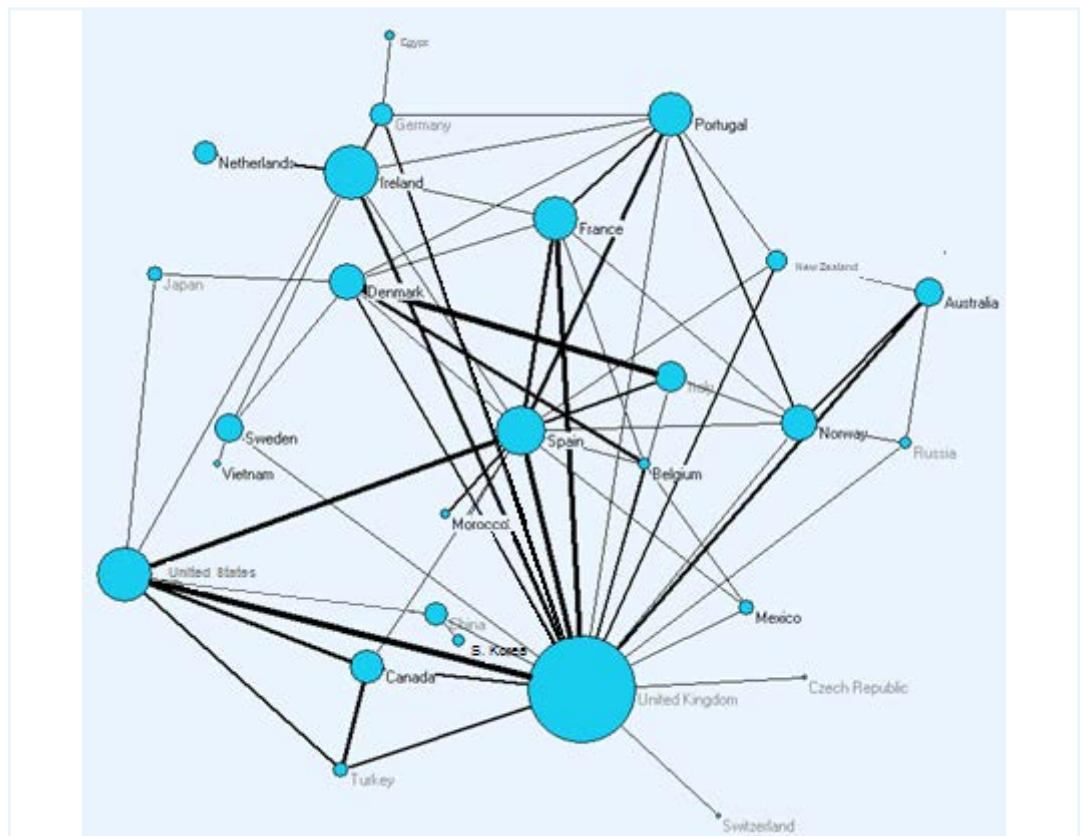 Egypt
Germany
Portugal
Netherlands
Ireland
France
New Zealand
Japan
Denmark
Australia
Italy
Sweden
Spain
Norway
Vietnam
Belgium
Russia
Morocco
United States
China
Mexico
S. Korea
Canada
United Kingdom
Czech Republic
Turkey
Switzerland